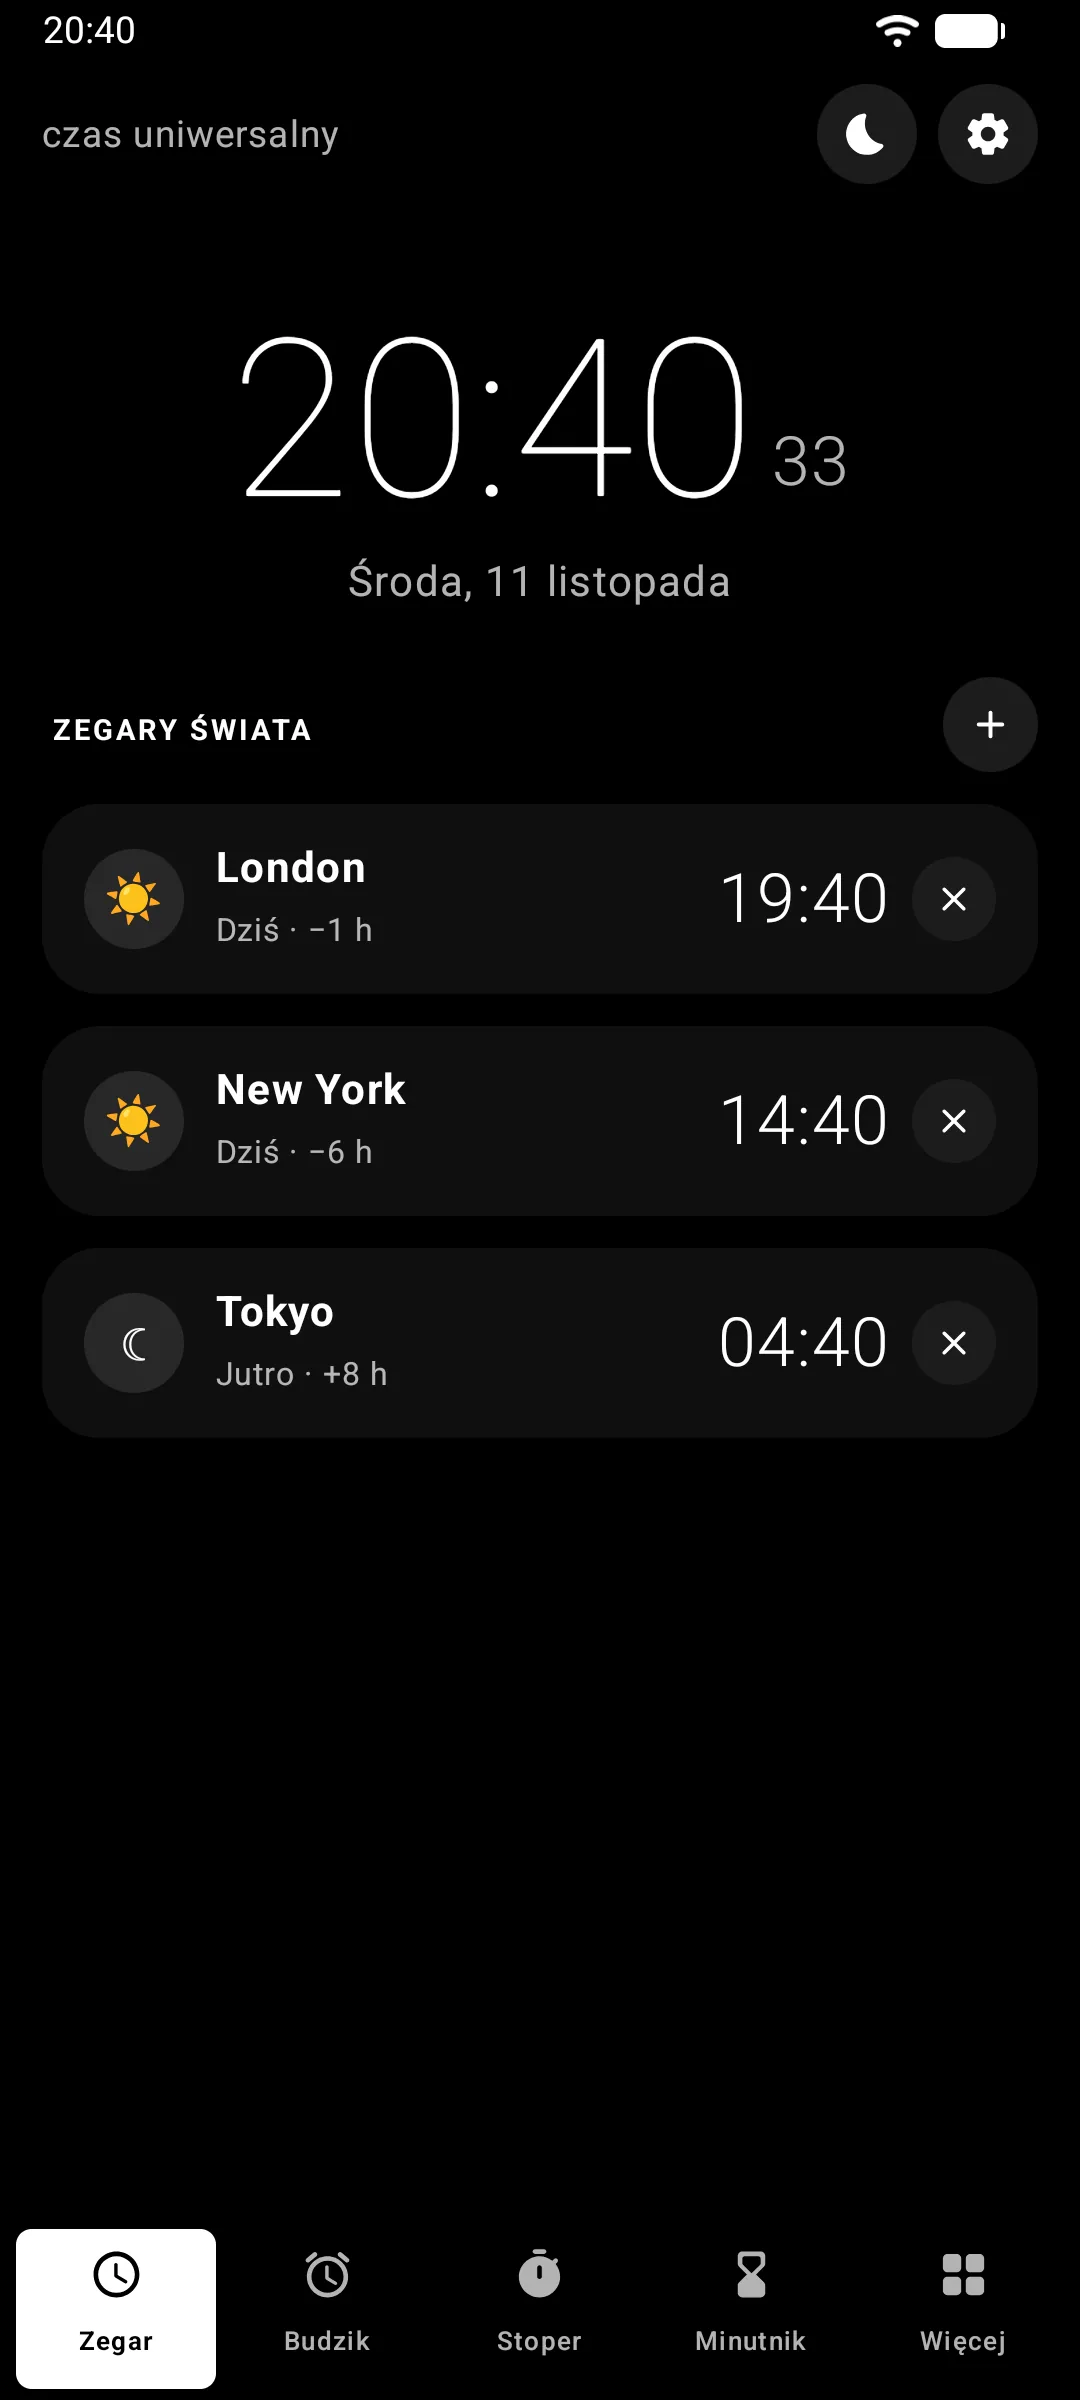 20:40
czas uniwersalny
20:40 33
Środa, 11 listopada
ZEGARY ŚWIATA
London
Dziś · −1 h
19:40
New York
Dziś · −6 h
14:40
Tokyo
Jutro · +8 h
04:40
Zegar
Budzik
Stoper
Minutnik
Więcej